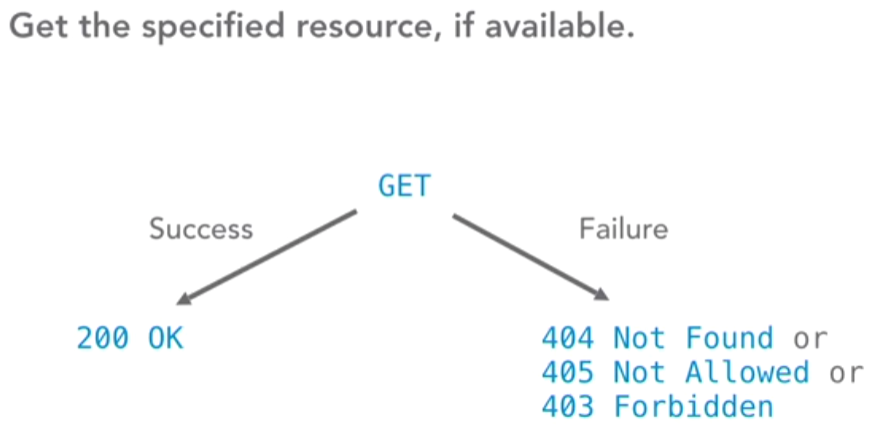 Get the specified resource, if available.
GET
Success
Failure
200 OK
404 Not Found or
405 Not Allowed or
403 Forbidden